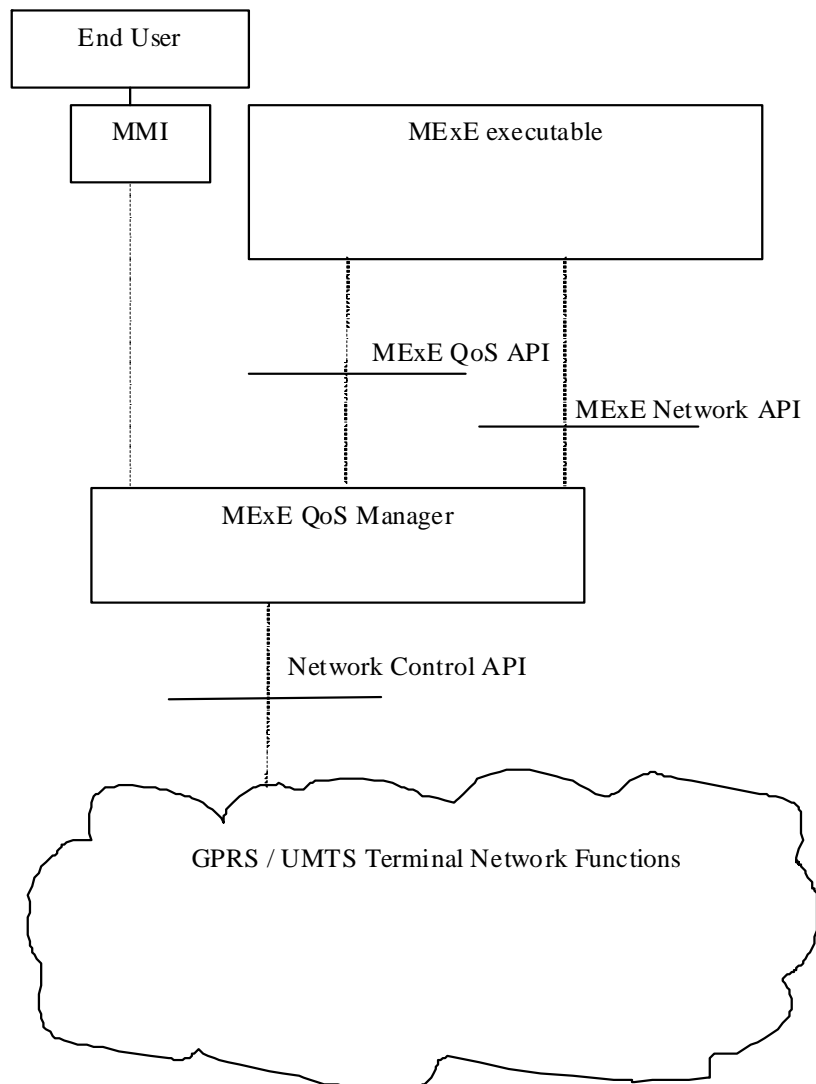 End User
MMI
MExE executable
MExE QoS API
MExE Network API
MExE QoS Manager
Network Control API
GPRS / UMTS Terminal Network Functions